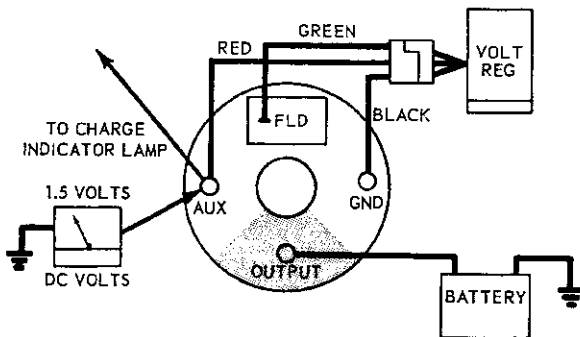 GREEN
RED
VOLT
REG
FLD
BLACK
TO CHARGE
INDICATOR LAMP
1.5 VOLTS
AUX
GND
DC VOLTS
OUTPUT
BATTERY